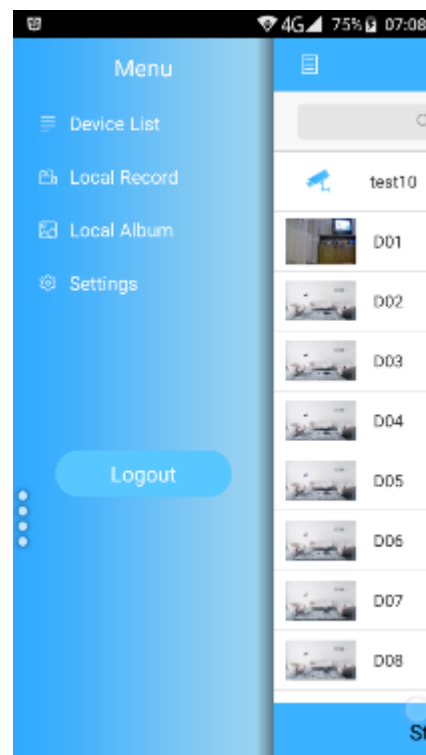 4G 75% 07:08
Menu
Device List
Local Record
Local Album
Settings
Logout
test10
D01
D02
D03
D04
D05
D06
D07
D08